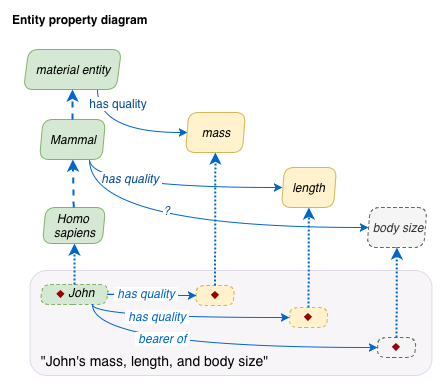 Entity property diagram
material entity
has quality
Mammal
mass
has quality
length
?
Homo
sapiens
body size
John
has quality
has quality
bearer of
"John's mass, length, and body size"